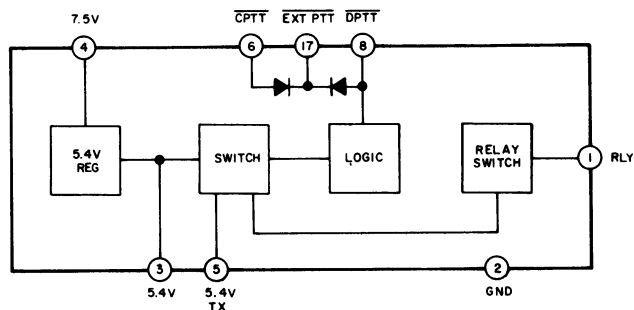 7.5V
CPTT
EXT PTT
DPTT
4
6
17
8
5.4V
REG
SWITCH
LOGIC
RELAY
SWITCH
1
RLY
3
5
2
5.4V
5.4V
TX
GND